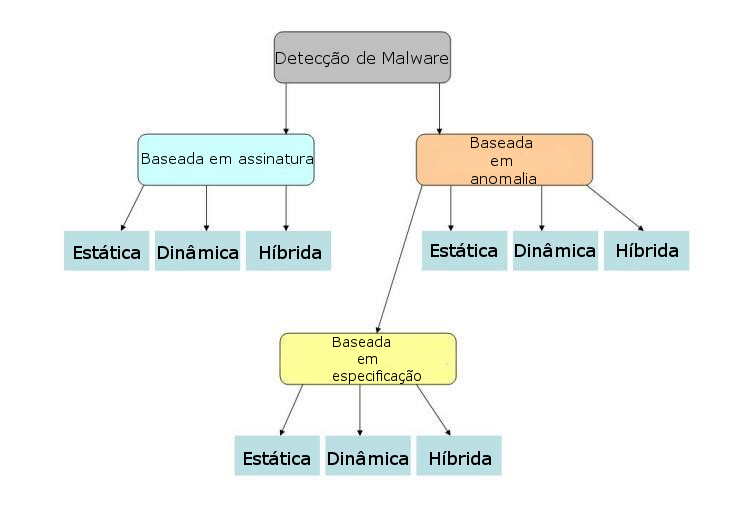 Detecção de Malware
Baseada em assinatura
Baseada
em
anomalia
Estática
Dinâmica
Híbrida
Estática
Dinâmica
Híbrida
Baseada
em
especificação
Estática
Dinâmica
Híbrida